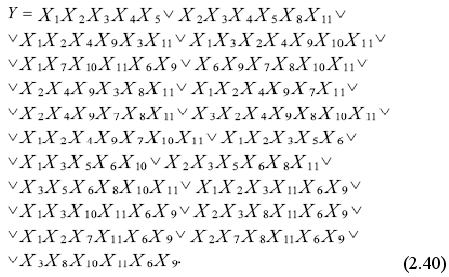 Y = X₁X₂X₃X₄X₅ ∨ X₂X₃X₄X₅X₈X₁₁ ∨
∨ X₁X₂X₄X₉X₃X₁₁ ∨ X₁X₃X₂X₄X₉X₁₀X₁₁ ∨
∨ X₁X₇X₁₀X₁₁X₆X₉ ∨ X₆X₉X₇X₈X₁₀X₁₁ ∨
∨ X₂X₄X₉X₃X₈X₁₁ ∨ X₁X₂X₄X₉X₇X₁₁ ∨
∨ X₂X₄X₉X₇X₈X₁₁ ∨ X₃X₂X₄X₉X₈X₁₀X₁₁ ∨
∨ X₁X₂X₄X₉X₇X₁₀X₁₁ ∨ X₁X₂X₃X₅X₆ ∨
∨ X₁X₃X₅X₆X₁₀ ∨ X₂X₃X₅X₆X₈X₁₁ ∨
∨ X₃X₅X₆X₈X₁₀X₁₁ ∨ X₁X₂X₃X₁₁X₆X₉ ∨
∨ X₁X₃X₁₀X₁₁X₆X₉ ∨ X₂X₃X₈X₁₁X₆X₉ ∨
∨ X₁X₂X₇X₁₁X₆X₉ ∨ X₂X₇X₈X₁₁X₆X₉ ∨
∨ X₃X₈X₁₀X₁₁X₆X₉. (2.40)